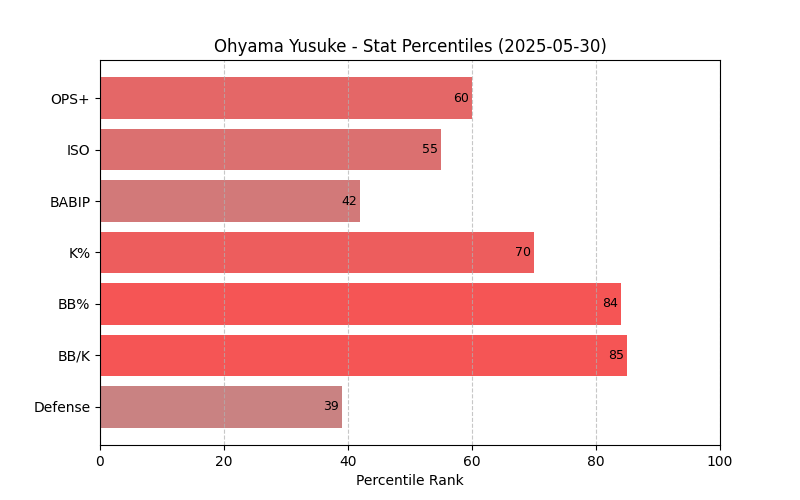 Ohyama Yusuke - Stat Percentiles (2025-05-30)
OPS+ 60
ISO 55
BABIP 42
K% 70
BB% 84
BB/K 85
Defense 39
0 20 40 60 80 100
Percentile Rank